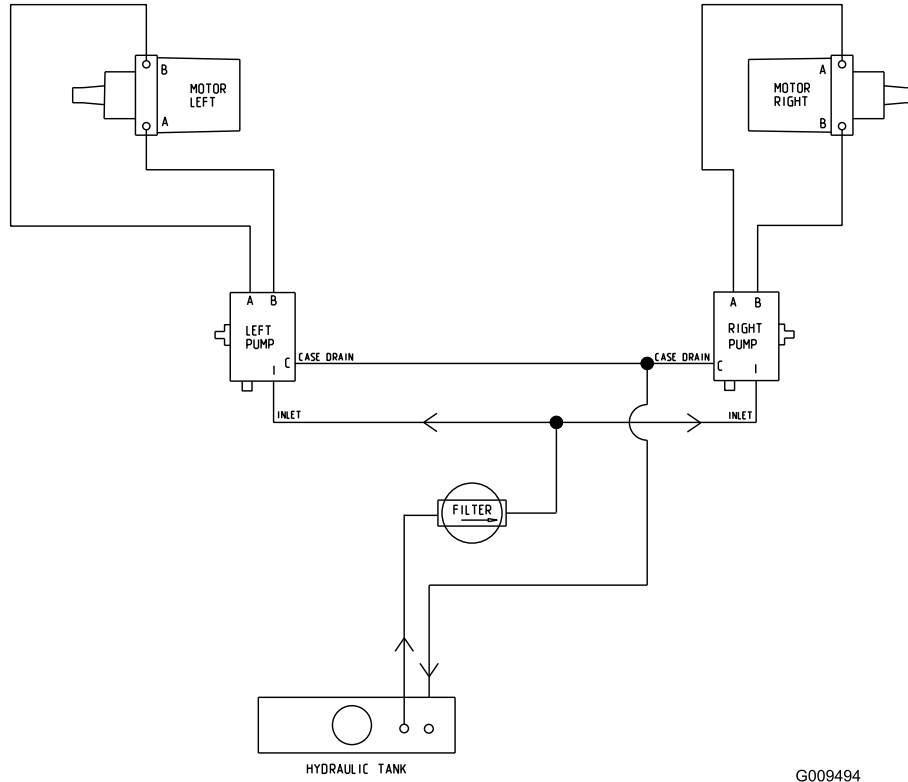 B
MOTOR
LEFT
A
A
MOTOR
RIGHT
B
A B
LEFT
PUMP
C
I
CASE DRAIN
INLET
A B
RIGHT
PUMP
CASE DRAIN
C
I
INLET
FILTER
HYDRAULIC TANK
G009494